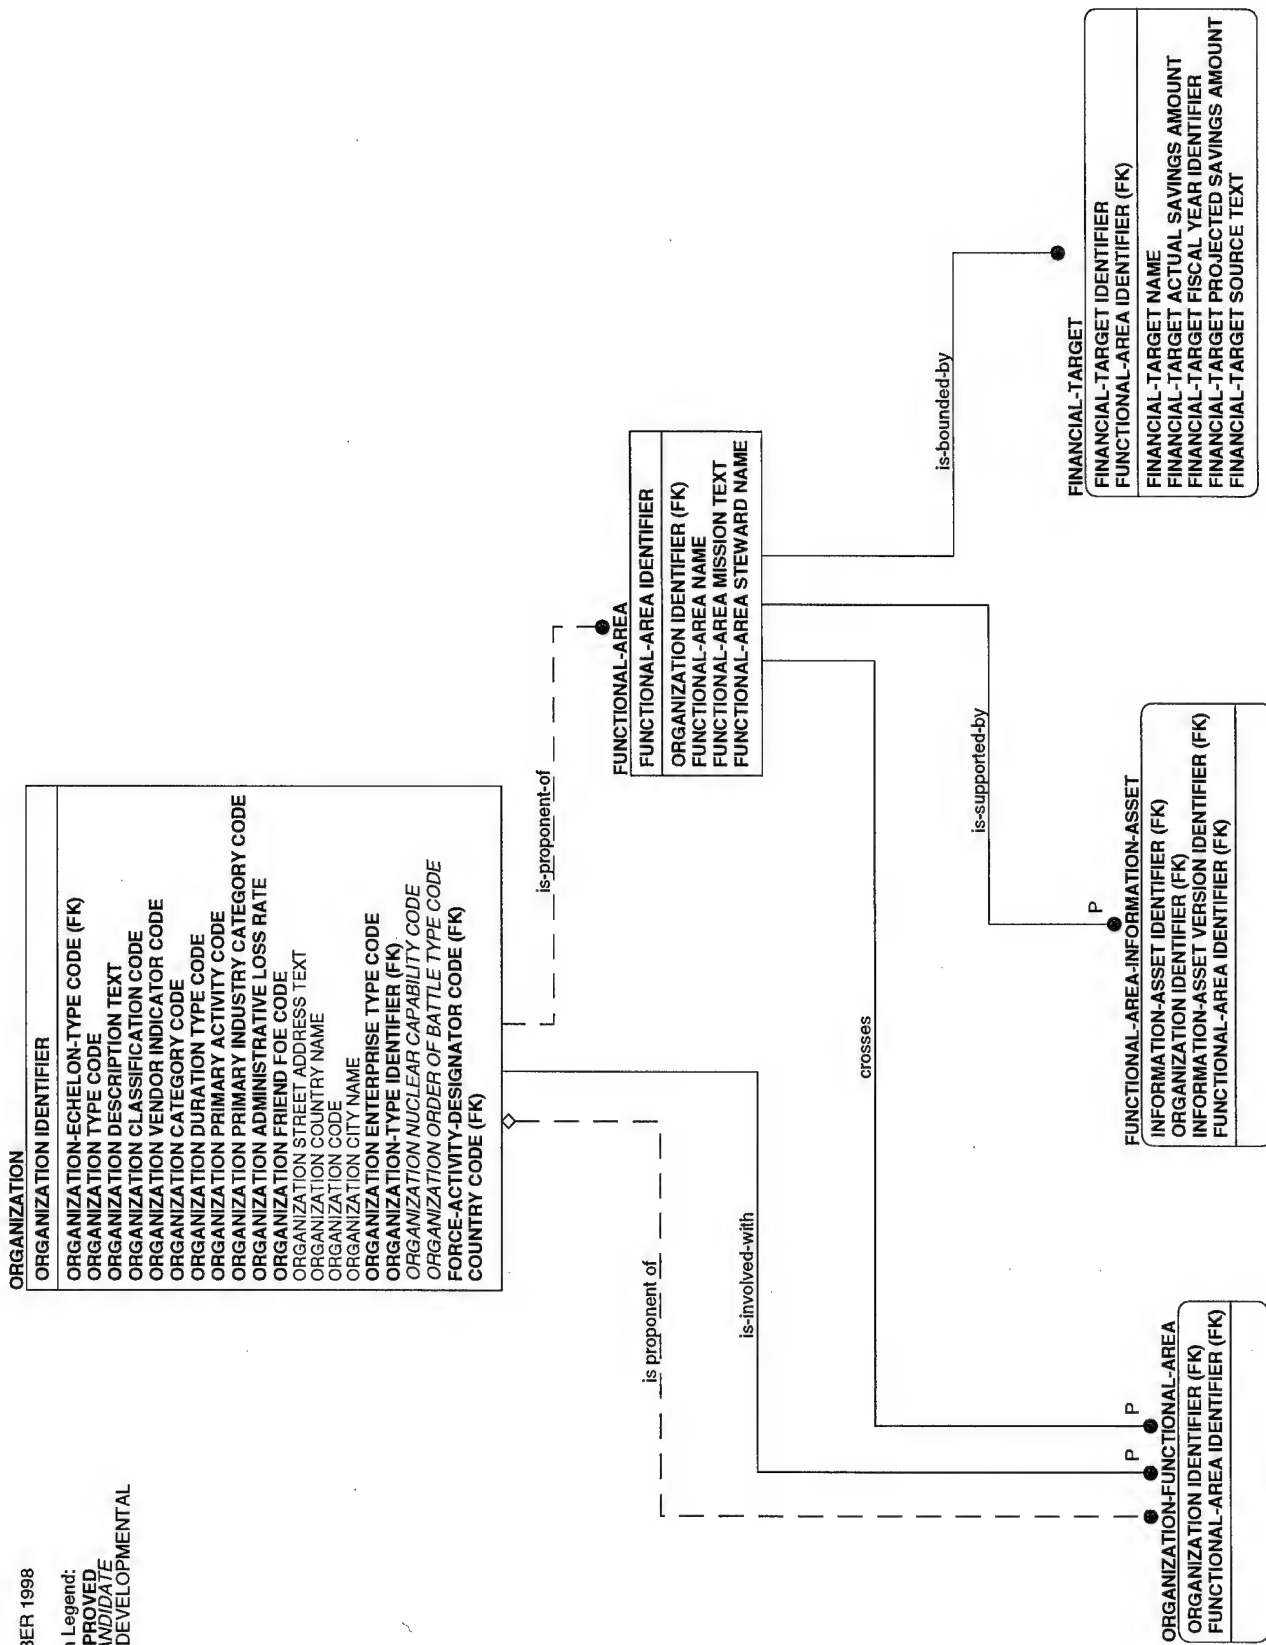 BER 1998
Legend:
PROVED
ANDIDATE
DEVELOPMENTAL
ORGANIZATION
ORGANIZATION IDENTIFIER
ORGANIZATION-ECHELON-TYPE CODE (FK)
ORGANIZATION TYPE CODE
ORGANIZATION DESCRIPTION TEXT
ORGANIZATION CLASSIFICATION CODE
ORGANIZATION VENDOR INDICATOR CODE
ORGANIZATION CATEGORY CODE
ORGANIZATION DURATION TYPE CODE
ORGANIZATION PRIMARY ACTIVITY CODE
ORGANIZATION PRIMARY INDUSTRY CATEGORY CODE
ORGANIZATION ADMINISTRATIVE LOSS RATE
ORGANIZATION FRIEND FOE CODE
ORGANIZATION STREET ADDRESS TEXT
ORGANIZATION COUNTRY NAME
ORGANIZATION CODE
ORGANIZATION CITY NAME
ORGANIZATION ENTERPRISE TYPE CODE
ORGANIZATION-TYPE IDENTIFIER (FK)
ORGANIZATION NUCLEAR CAPABILITY CODE
ORGANIZATION ORDER OF BATTLE TYPE CODE
FORCE-ACTIVITY-DESIGNATOR CODE (FK)
COUNTRY CODE (FK)
is-proponent-of
is proponent of
is-involved-with
FUNCTIONAL-AREA
FUNCTIONAL-AREA IDENTIFIER
ORGANIZATION IDENTIFIER (FK)
FUNCTIONAL-AREA NAME
FUNCTIONAL-AREA MISSION TEXT
FUNCTIONAL-AREA STEWARD NAME
crosses
is-supported-by
is-bounded-by
P
P
ORGANIZATION-FUNCTIONAL-AREA
ORGANIZATION IDENTIFIER (FK)
FUNCTIONAL-AREA IDENTIFIER (FK)
P
FUNCTIONAL-AREA-INFORMATION-ASSET
INFORMATION-ASSET IDENTIFIER (FK)
ORGANIZATION IDENTIFIER (FK)
INFORMATION-ASSET VERSION IDENTIFIER (FK)
FUNCTIONAL-AREA IDENTIFIER (FK)
FINANCIAL-TARGET
FINANCIAL-TARGET IDENTIFIER
FUNCTIONAL-AREA IDENTIFIER (FK)
FINANCIAL-TARGET NAME
FINANCIAL-TARGET ACTUAL SAVINGS AMOUNT
FINANCIAL-TARGET FISCAL YEAR IDENTIFIER
FINANCIAL-TARGET PROJECTED SAVINGS AMOUNT
FINANCIAL-TARGET SOURCE TEXT